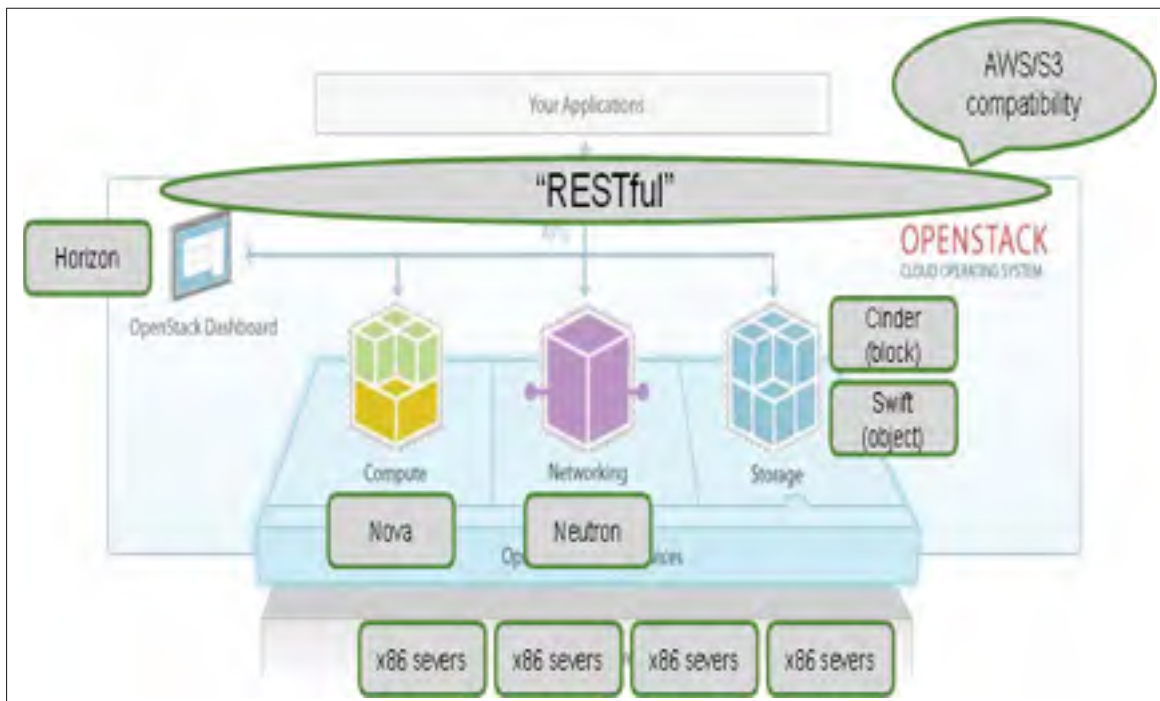 AWS/S3
compatibility
Your Applications
“RESTful”
APIs
Horizon
OPENSTACK
CLOUD OPERATING SYSTEM
OpenStack Dashboard
Cinder
(block)
Swift
(object)
Compute
Networking
Storage
Nova
Neutron
x86 severs
x86 severs
x86 severs
x86 severs